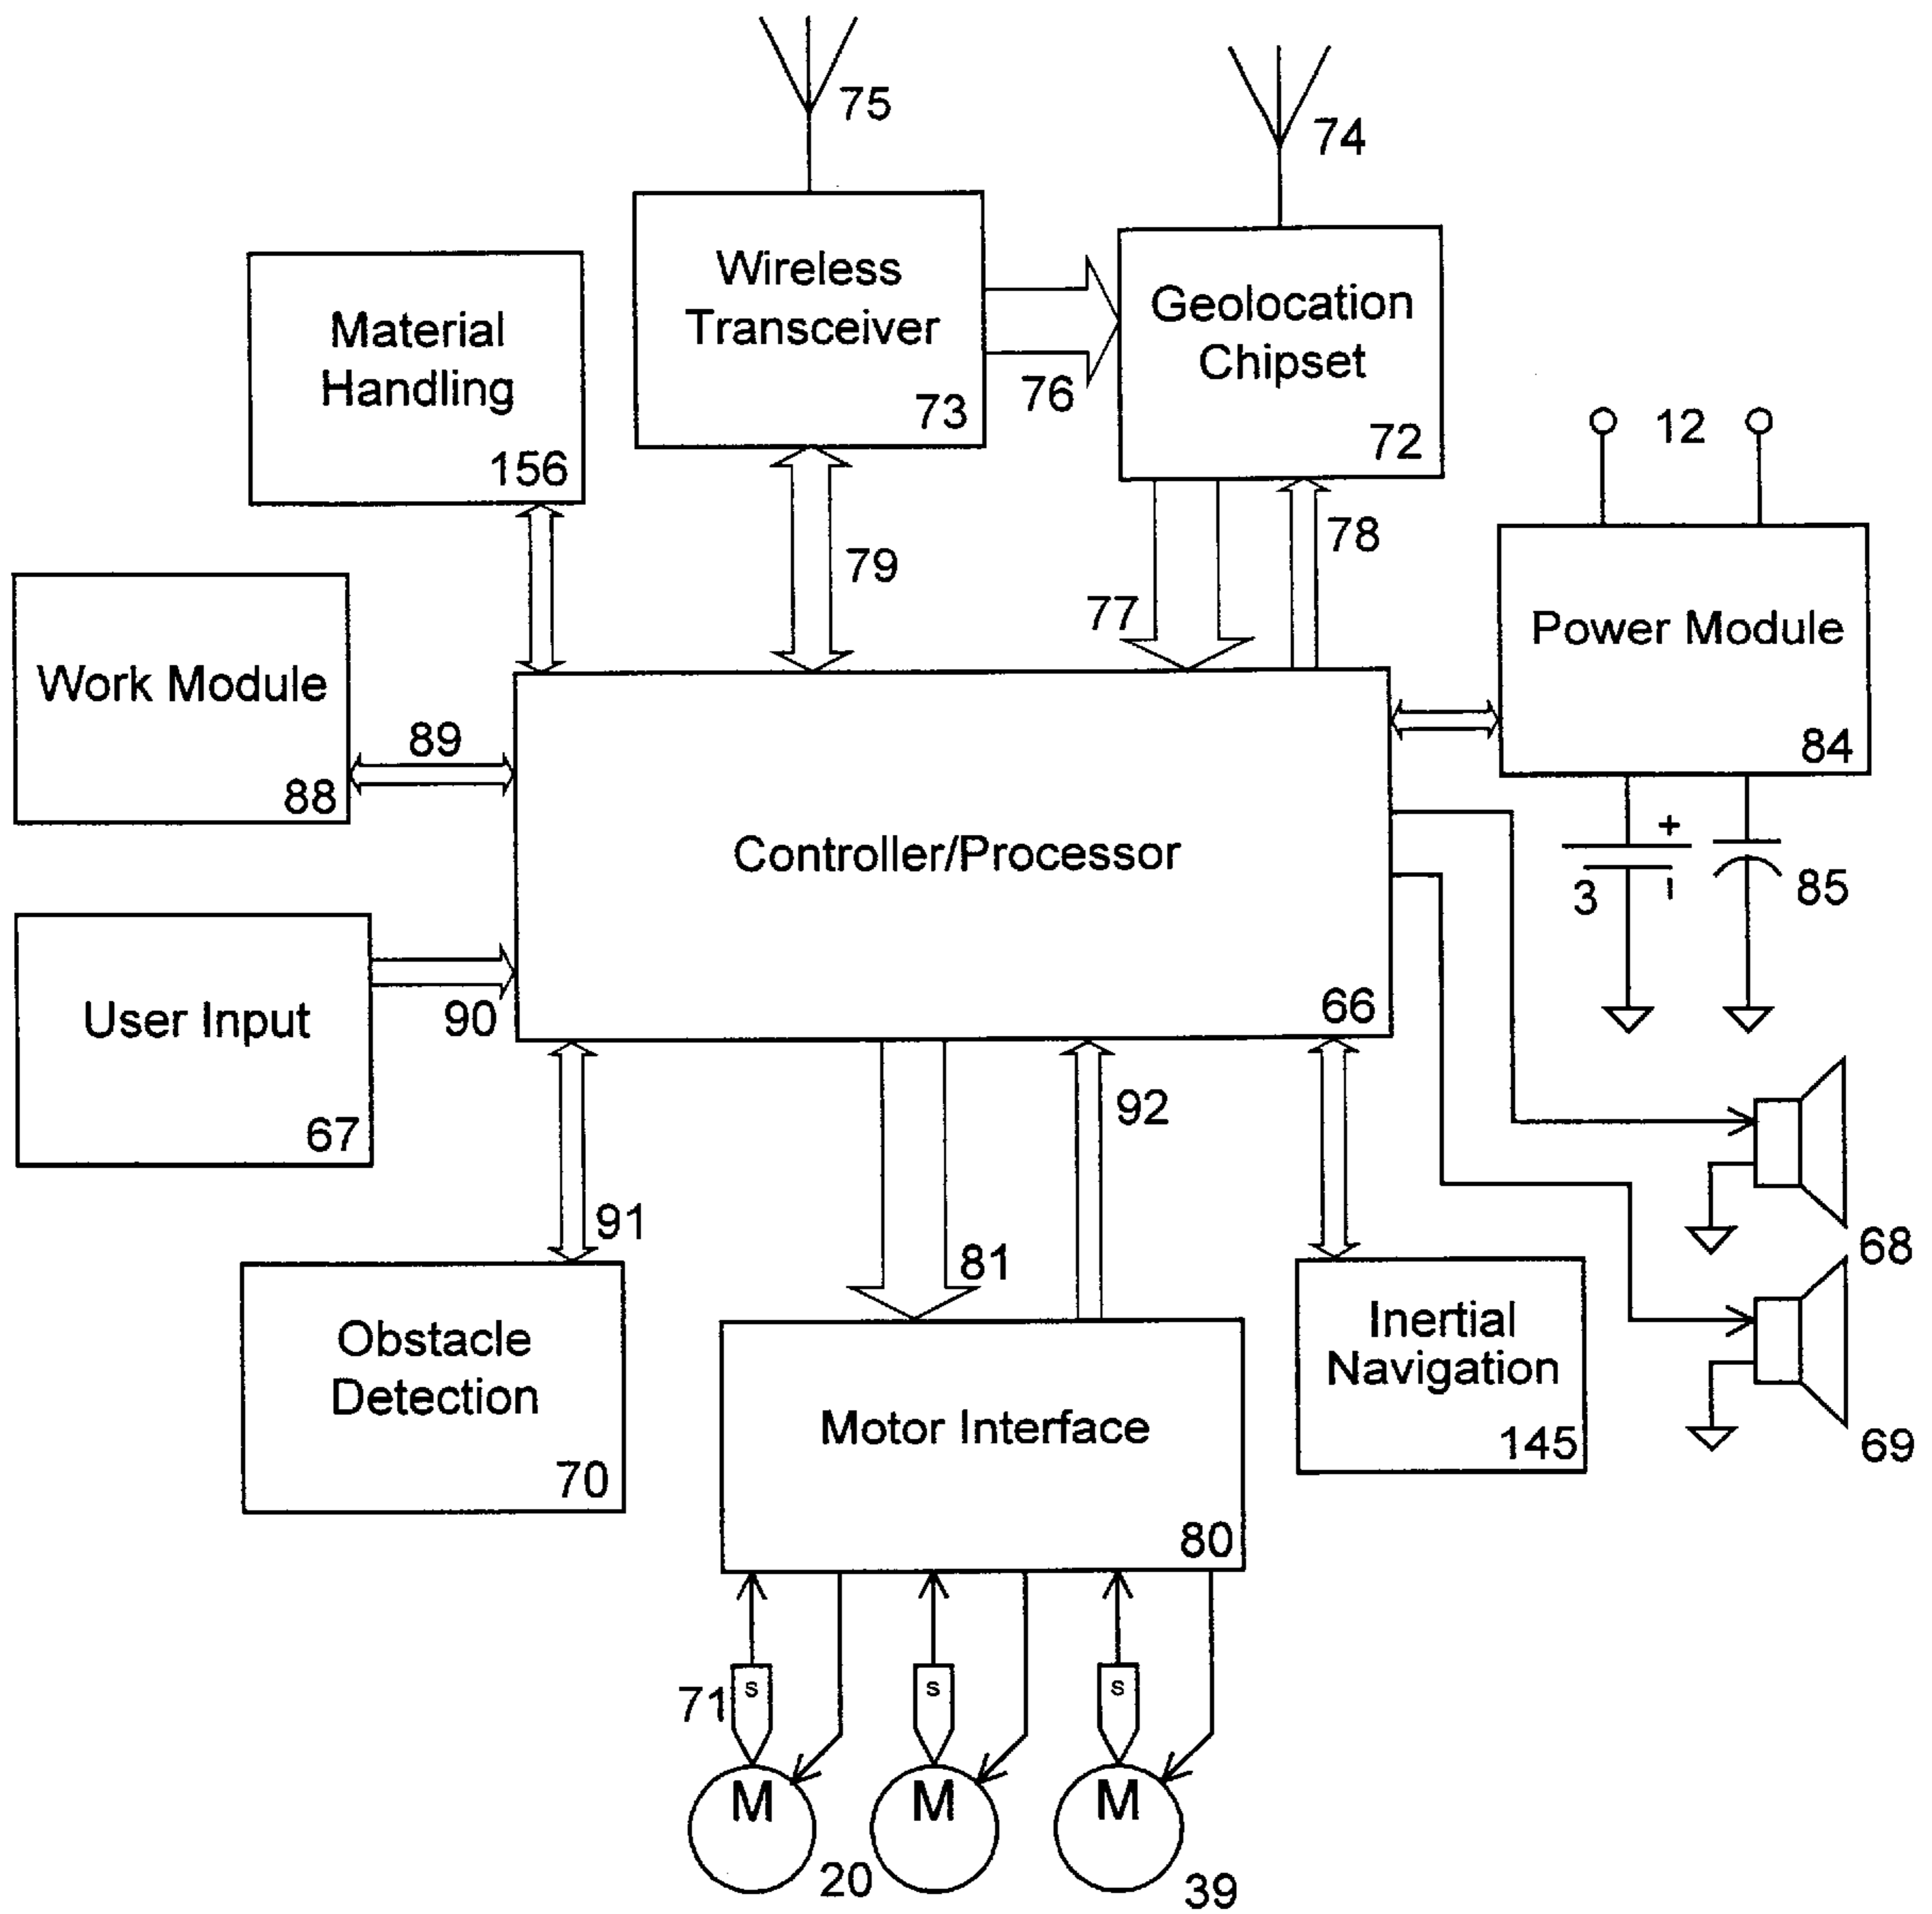 75
74
Wireless
Transceiver
73
76
Geolocation
Chipset
72
Material
Handling
156
12
79
77
78
Power Module
84
Work Module
88
89
Controller/Processor
66
+
-
3
85
User Input
67
90
91
81
92
68
69
Obstacle
Detection
70
Motor Interface
80
Inertial
Navigation
145
71
s
s
s
M
M
M
20
39